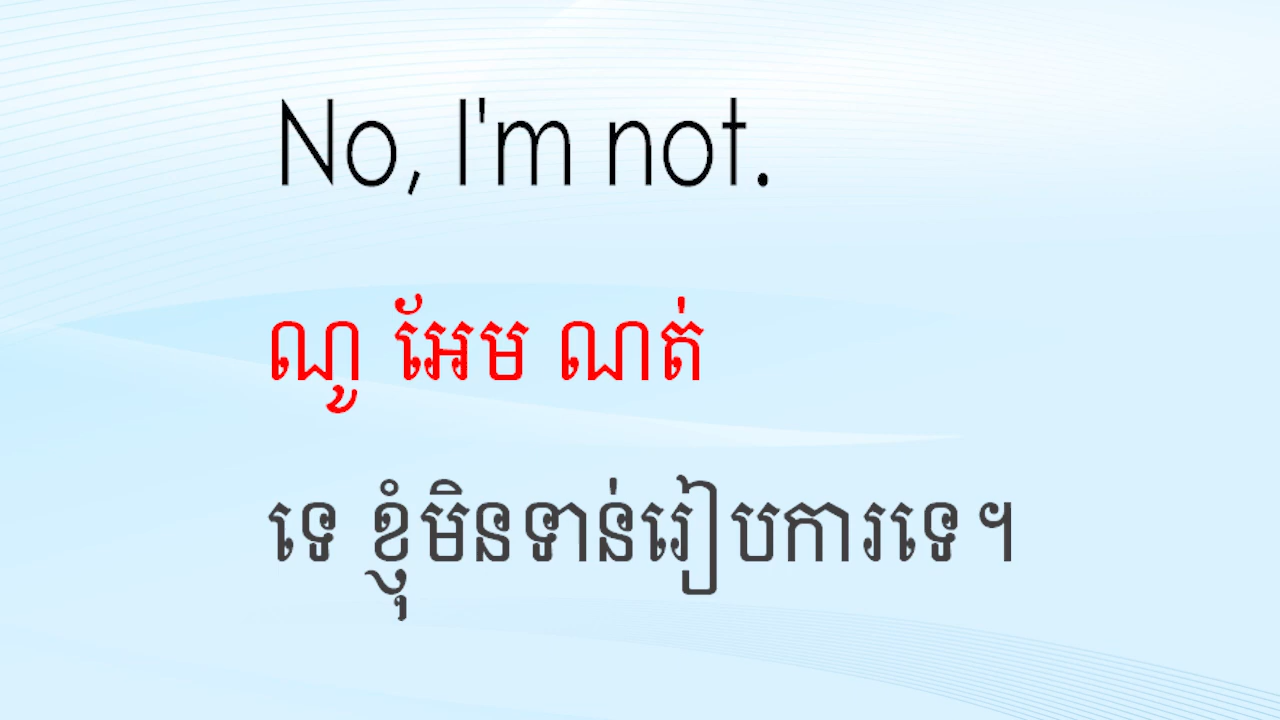 No, I'm not.
ណូ អែម ណត់
ទេ ខ្ញុំមិនទាន់រៀបការទេ។